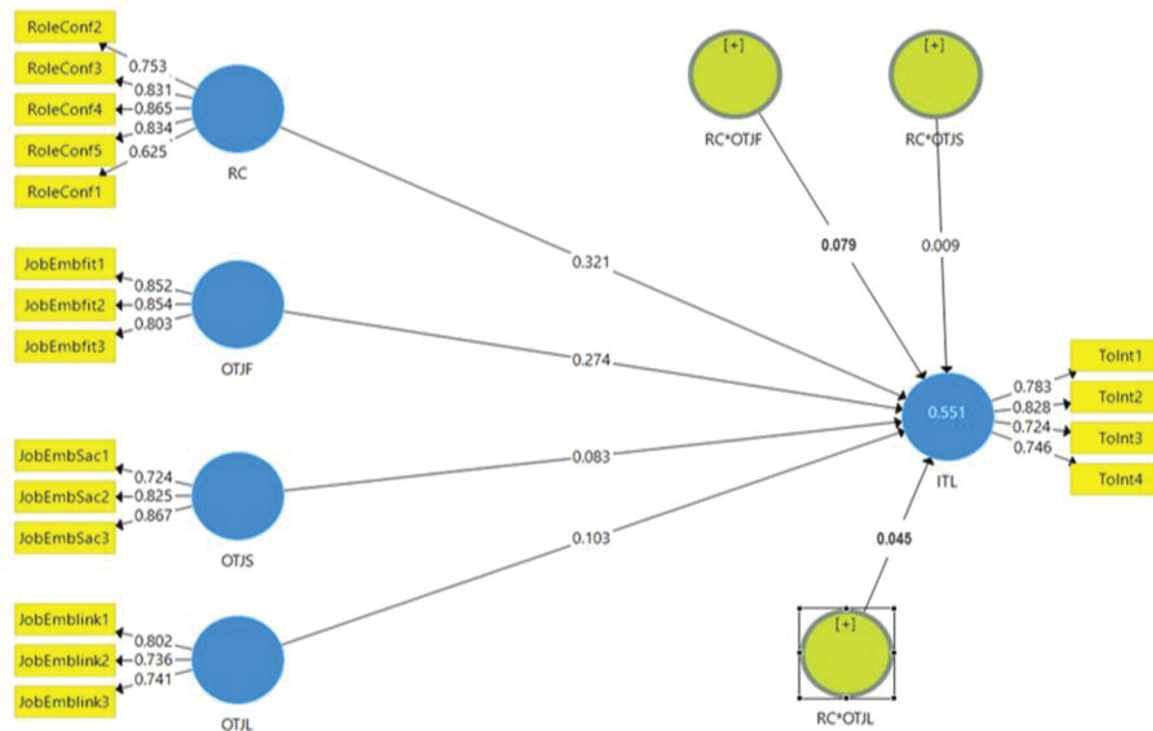 RoleConf2
RoleConf3
RoleConf4
RoleConf5
RoleConf1
0.753
0.831
0.865
0.834
0.625
RC
JobEmbfit1
JobEmbfit2
JobEmbfit3
0.852
0.854
0.803
OTJF
JobEmbSac1
JobEmbSac2
JobEmbSac3
0.724
0.825
0.867
OTJS
JobEmblink1
JobEmblink2
JobEmblink3
0.802
0.736
0.741
OTJL
0.321
0.274
0.083
0.103
[+]
RC*OTJF
[+]
RC*OTJS
0.079
0.009
0.551
ITL
0.783
0.828
0.724
0.746
ToInt1
ToInt2
ToInt3
ToInt4
0.045
[+]
RC*OTJL